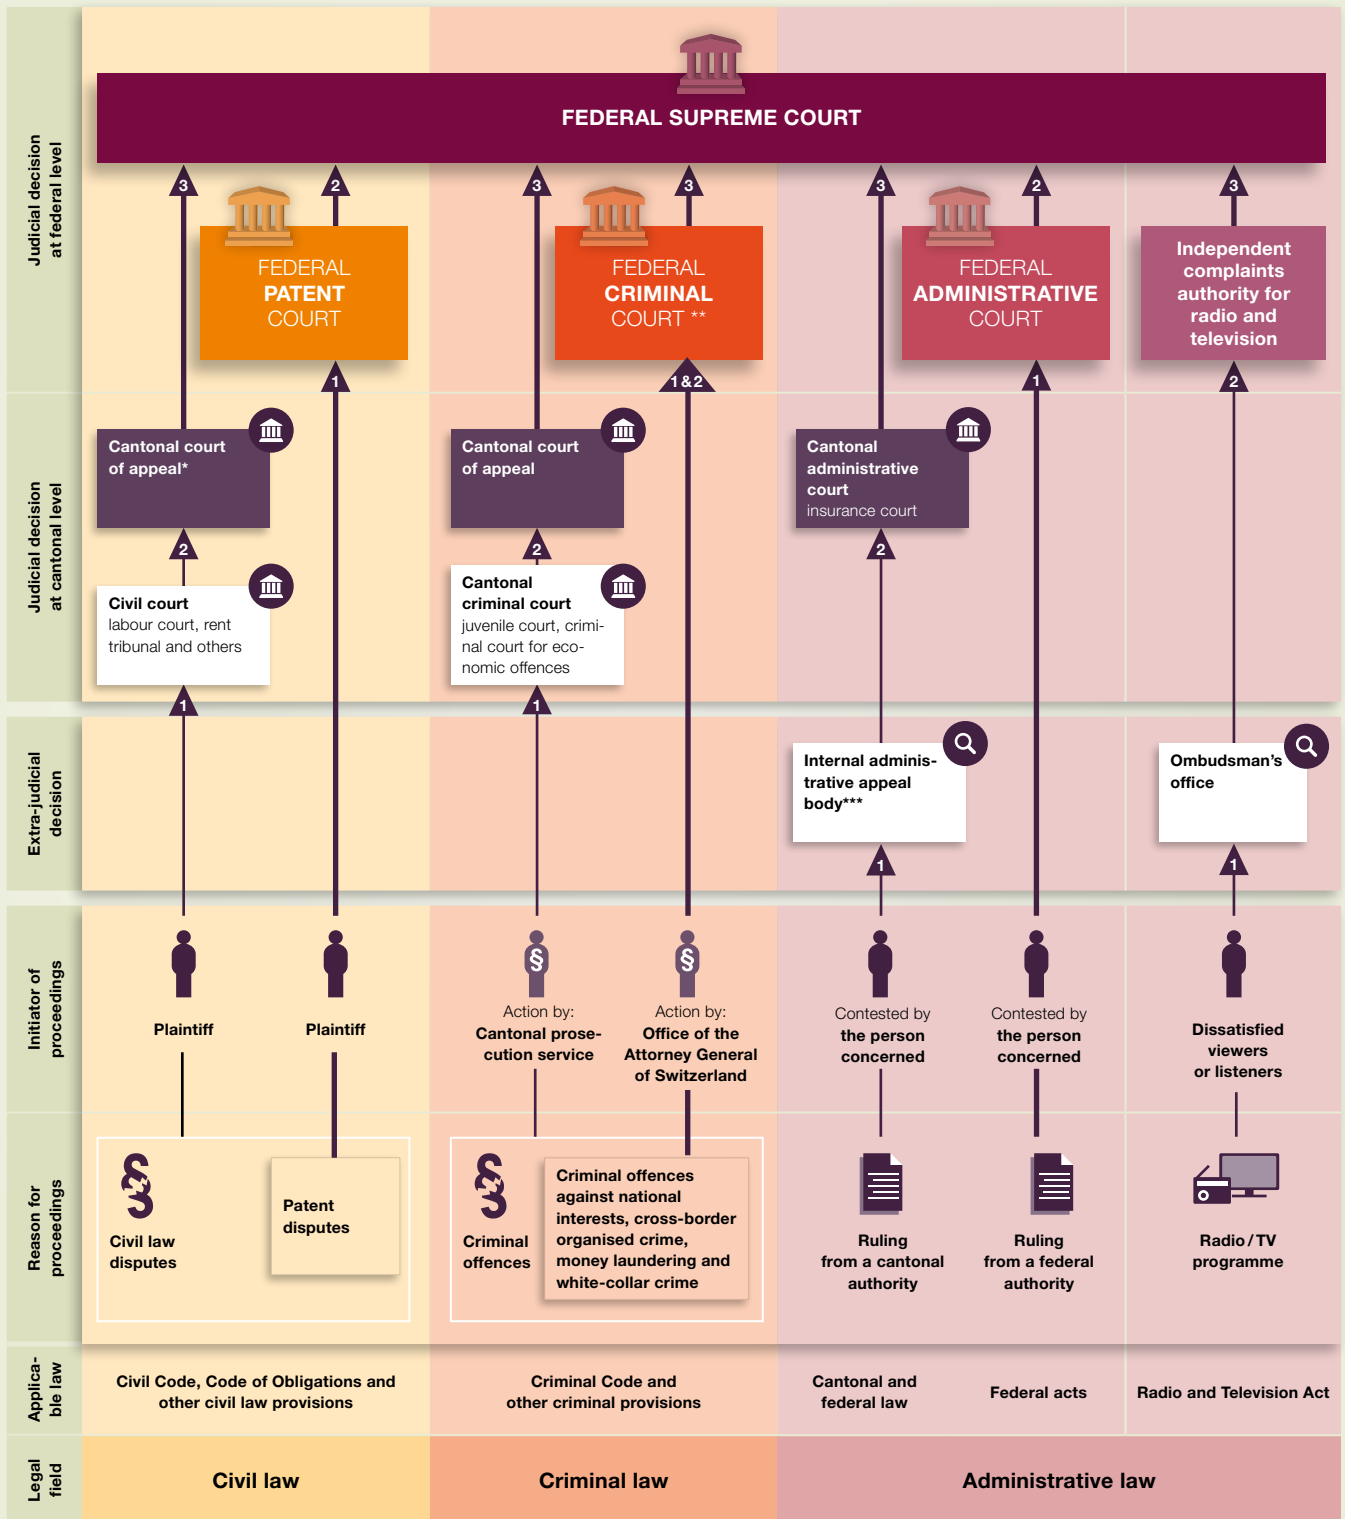 Judicial decision
at federal level
FEDERAL SUPREME COURT
3
2
3
3
3
2
3
FEDERAL
PATENT
COURT
FEDERAL
CRIMINAL
COURT **
FEDERAL
ADMINISTRATIVE
COURT
Independent
complaints
authority for
radio and
television
1
1 & 2
1
2
Judicial decision
at cantonal level
Cantonal court
of appeal*
Cantonal court
of appeal
Cantonal
administrative
court
insurance court
2
2
2
Civil court
labour court, rent
tribunal and others
Cantonal
criminal court
juvenile court, crimi-
nal court for eco-
nomic offences
1
1
Extra-judicial
decision
Internal adminis-
trative appeal
body***
Ombudsman's
office
1
1
Initiator of
proceedings
Plaintiff
Plaintiff
§
Action by:
Cantonal prose-
cution service
§
Action by:
Office of the
Attorney General
of Switzerland
Contested by
the person
concerned
Contested by
the person
concerned
Dissatisfied
viewers
or listeners
Reason for
proceedings
§
Civil law
disputes
Patent
disputes
§
Criminal
offences
Criminal offences
against national
interests, cross-border
organised crime,
money laundering and
white-collar crime
Ruling
from a cantonal
authority
Ruling
from a federal
authority
Radio / TV
programme
Applica-
ble law
Civil Code, Code of Obligations and
other civil law provisions
Criminal Code and
other criminal provisions
Cantonal and
federal law
Federal acts
Radio and Television Act
Legal
field
Civil law
Criminal law
Administrative law